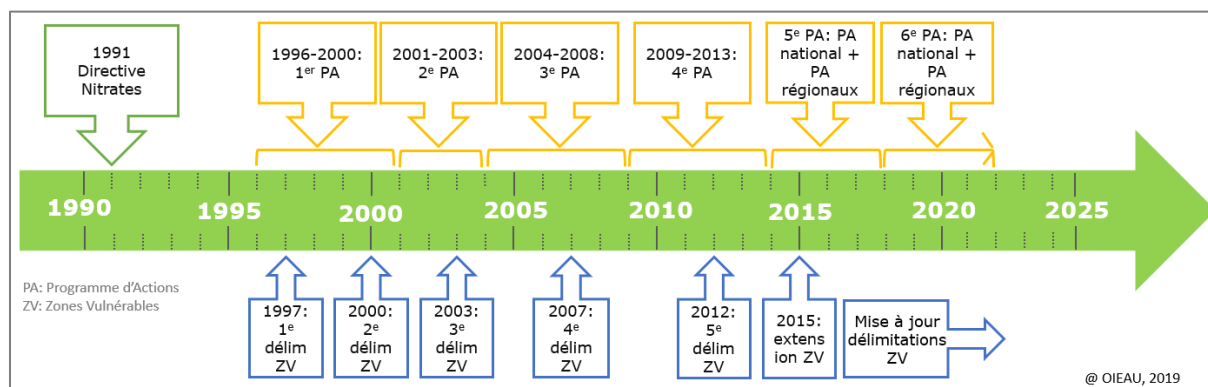 1991
Directive
Nitrates
1996-2000:
1er PA
2001-2003:
2e PA
2004-2008:
3e PA
2009-2013:
4e PA
5e PA: PA
national +
PA
régionaux
6e PA: PA
national +
PA
régionaux
1990
1995
2000
2005
2010
2015
2020
2025
PA: Programme d'Actions
ZV: Zones Vulnérables
1997:
1e
délim
ZV
2000:
2e
délim
ZV
2003:
3e
délim
ZV
2007:
4e
délim
ZV
2012:
5e
délim
ZV
2015:
extens
ion ZV
Mise à jour
délimitations
ZV
@ OIEAU, 2019